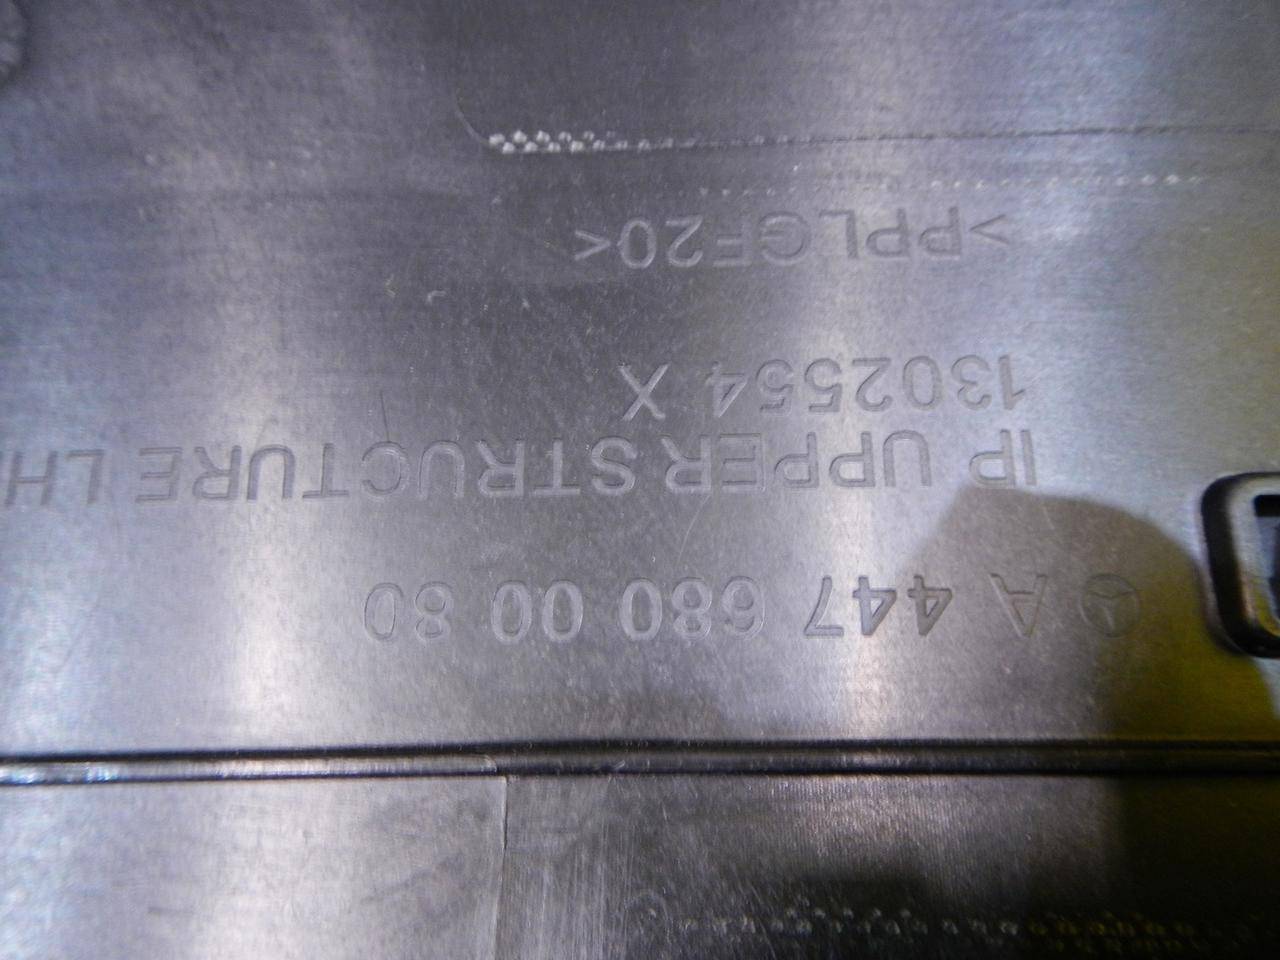 A 447 680 00 80
IP UPPER STRUCTURE LH
1302554 X
>PPLGF20<